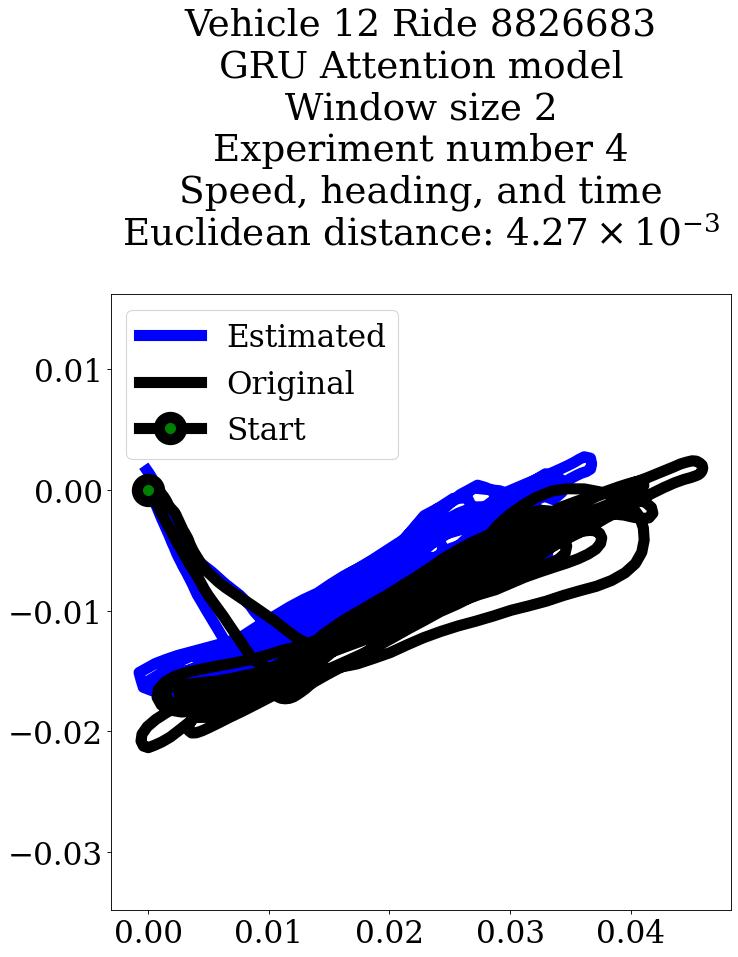 Vehicle 12 Ride 8826683
GRU Attention model
Window size 2
Experiment number 4
Speed, heading, and time
Euclidean distance: 4.27 × 10⁻³
Estimated
Original
Start
0.01
0.00
−0.01
−0.02
−0.03
0.00 0.01 0.02 0.03 0.04